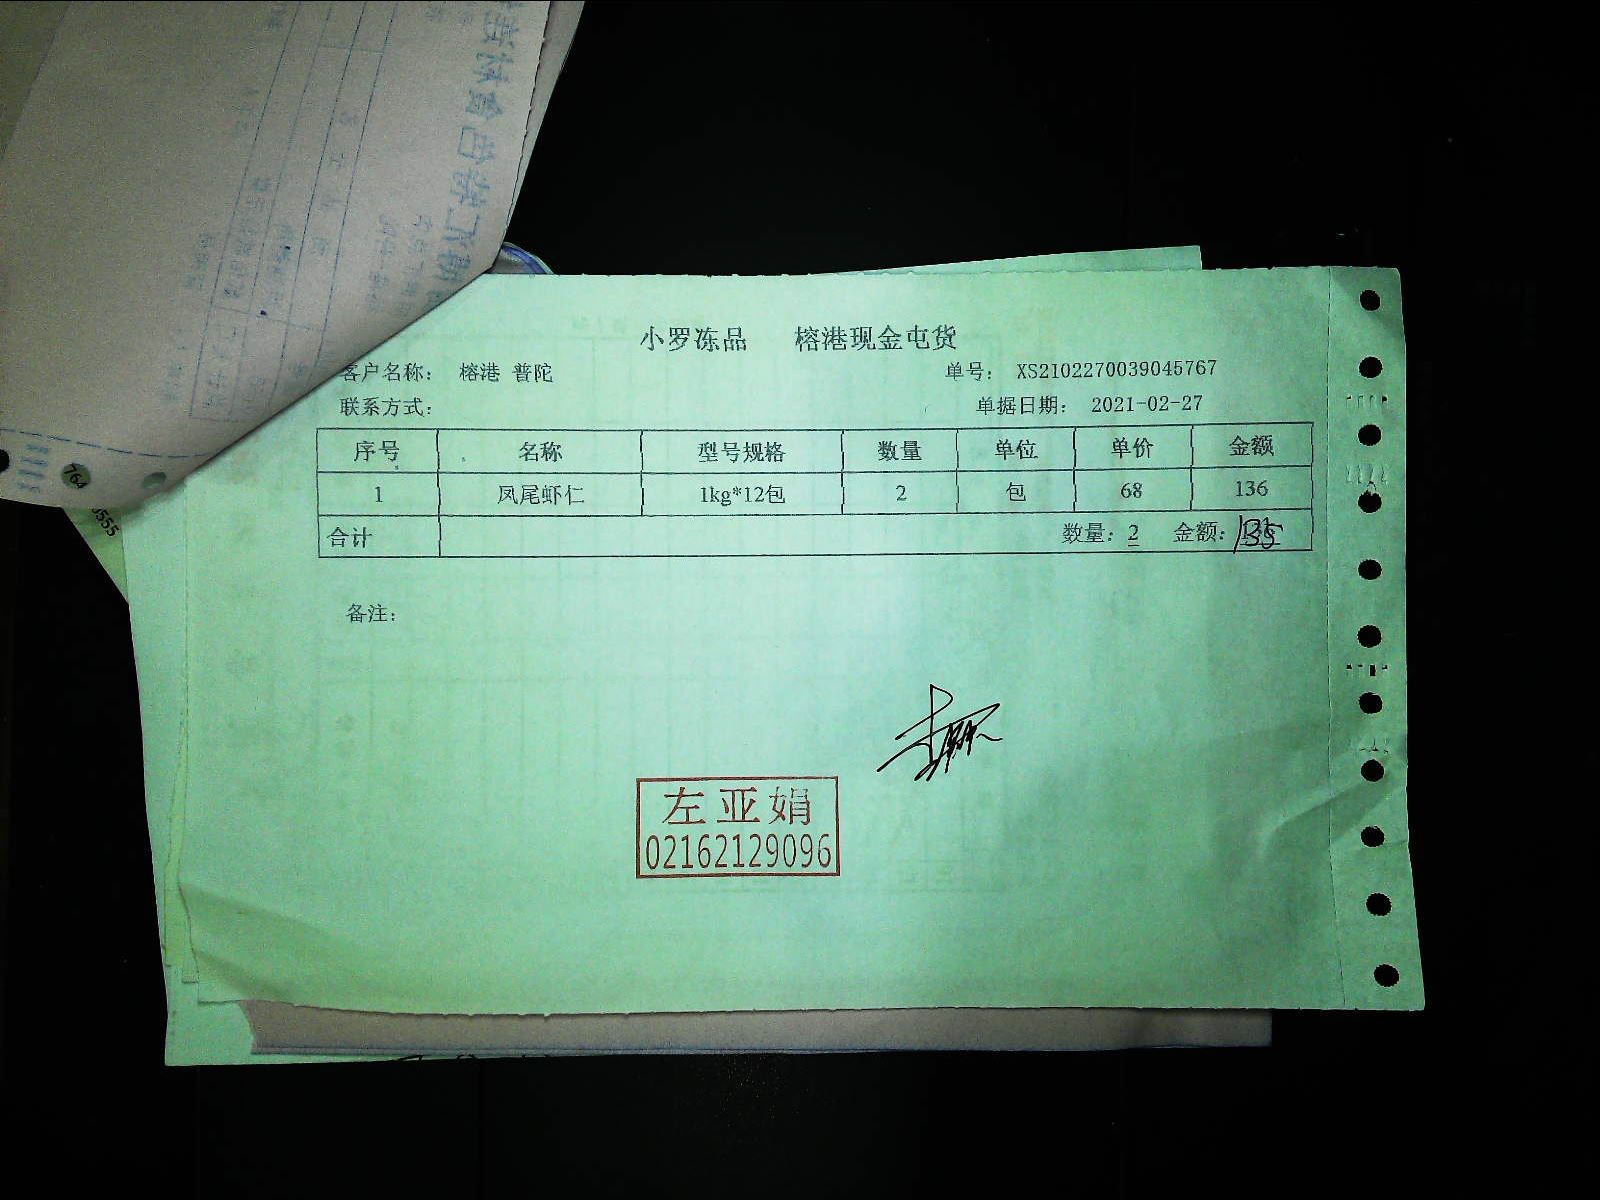 小罗冻品 榕港现金屯货
客户名称： 榕港 普陀 单号： XS2102270039045767
联系方式： 单据日期： 2021-02-27
序号 名称 型号规格 数量 单位 单价 金额
1 凤尾虾仁 1kg*12包 2 包 68 136
合计 数量：2 金额：135
备注：
左亚娟
02162129096
764